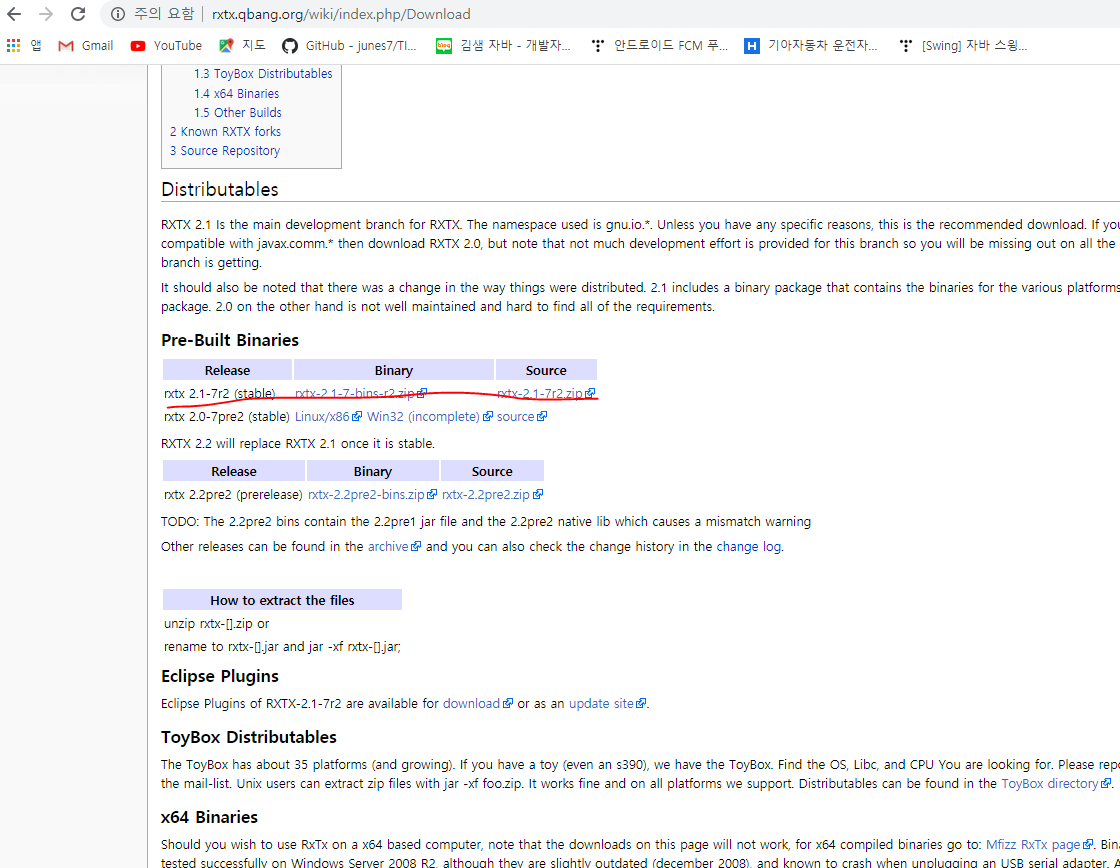 주의 요함 | rxtx.qbang.org/wiki/index.php/Download
앱 Gmail YouTube 지도 GitHub - junes7/TI... blog 김샘 자바 - 개발자... 안드로이드 FCM 푸... H 기아자동차 운전자... [Swing] 자바 스윙...
1.3 ToyBox Distributables
1.4 x64 Binaries
1.5 Other Builds
2 Known RXTX forks
3 Source Repository
Distributables
RXTX 2.1 Is the main development branch for RXTX. The namespace used is gnu.io.*. Unless you have any specific reasons, this is the recommended download. If you
compatible with javax.comm.* then download RXTX 2.0, but note that not much development effort is provided for this branch so you will be missing out on all the
branch is getting.
It should also be noted that there was a change in the way things were distributed. 2.1 includes a binary package that contains the binaries for the various platforms
package. 2.0 on the other hand is not well maintained and hard to find all of the requirements.
Pre-Built Binaries
Release Binary Source
rxtx 2.1-7r2 (stable) rxtx-2.1-7-bins-r2.zip rxtx-2.1-7r2.zip
rxtx 2.0-7pre2 (stable) Linux/x86 Win32 (incomplete) source
RXTX 2.2 will replace RXTX 2.1 once it is stable.
Release Binary Source
rxtx 2.2pre2 (prerelease) rxtx-2.2pre2-bins.zip rxtx-2.2pre2.zip
TODO: The 2.2pre2 bins contain the 2.2pre1 jar file and the 2.2pre2 native lib which causes a mismatch warning
Other releases can be found in the archive and you can also check the change history in the change log.
How to extract the files
unzip rxtx-[].zip or
rename to rxtx-[].jar and jar -xf rxtx-[].jar;
Eclipse Plugins
Eclipse Plugins of RXTX-2.1-7r2 are available for download or as an update site.
ToyBox Distributables
The ToyBox has about 35 platforms (and growing). If you have a toy (even an s390), we have the ToyBox. Find the OS, Libc, and CPU You are looking for. Please repo
the mail-list. Unix users can extract zip files with jar -xf foo.zip. It works fine and on all platforms we support. Distributables can be found in the ToyBox directory.
x64 Binaries
Should you wish to use RxTx on a x64 based computer, note that the downloads on this page will not work, for x64 compiled binaries go to: Mfizz RxTx page. Bu
tested successfully on Windows Server 2008 R2, although they are slightly outdated (december 2008), and known to crash when unplugging an USB serial adapter. A